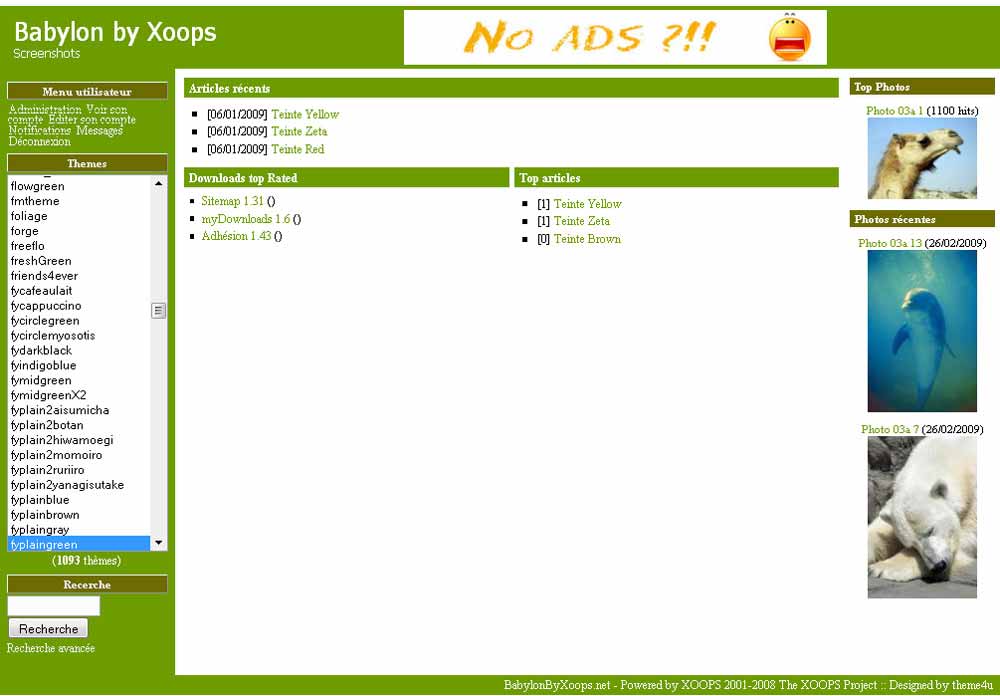 Babylon by Xoops
Screenshots
No ADS ?!!
Menu utilisateur
Administration Voir son
compte Editer son compte
Notifications Messages
Déconnexion
Themes
flowgreen
fmtheme
foliage
forge
freeflo
freshGreen
friends4ever
fycafeaulait
fycappuccino
fycirclegreen
fycirclemyosotis
fydarkblack
fyindigoblue
fymidgreen
fymidgreenX2
fyplain2aisumicha
fyplain2botan
fyplain2hiwamoegi
fyplain2momoiro
fyplain2ruriiro
fyplain2yanagisutake
fyplainblue
fyplainbrown
fyplaingray
fyplaingreen
(1093 thèmes)
Recerche
Recherche
Recherche avancée
Articles récents
[06/01/2009] Teinte Yellow
[06/01/2009] Teinte Zeta
[06/01/2009] Teinte Red
Downloads top Rated
Sitemap 1.31 ()
myDownloads 1.6 ()
Adhésion 1.43 ()
Top articles
[1] Teinte Yellow
[1] Teinte Zeta
[0] Teinte Brown
Top Photos
Photo 03a 1 (1100 hits)
Photos récentes
Photo 03a 13 (26/02/2009)
Photo 03a 7 (26/02/2009)
BabylonByXoops.net - Powered by XOOPS 2001-2008 The XOOPS Project :: Designed by theme4u